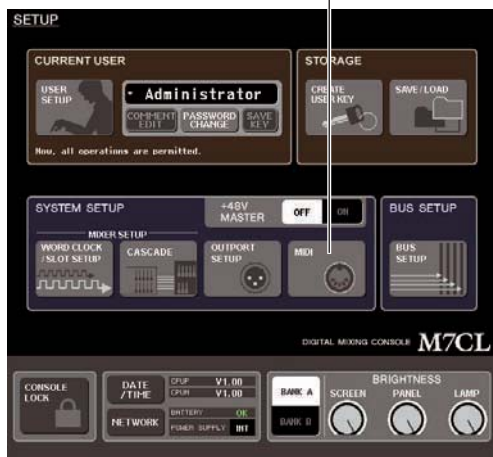 SETUP
CURRENT USER
USER SETUP
Administrator
COMMENT EDIT
PASSWORD CHANGE
SAVE KEY
Now, all operations are permitted.
STORAGE
CREATE USER KEY
SAVE/LOAD
SYSTEM SETUP
+48V MASTER
OFF
ON
MIXER SETUP
WORD CLOCK /SLOT SETUP
CASCADE
OUTPORT SETUP
MIDI
BUS SETUP
BUS SETUP
DIGITAL MIXING CONSOLE M7CL
CONSOLE LOCK
DATE /TIME
CPUP V1.00
CPUM V1.00
NETWORK
BATTERY OK
POWER SUPPLY INT
BANK A
BANK B
BRIGHTNESS
SCREEN
PANEL
LAMP